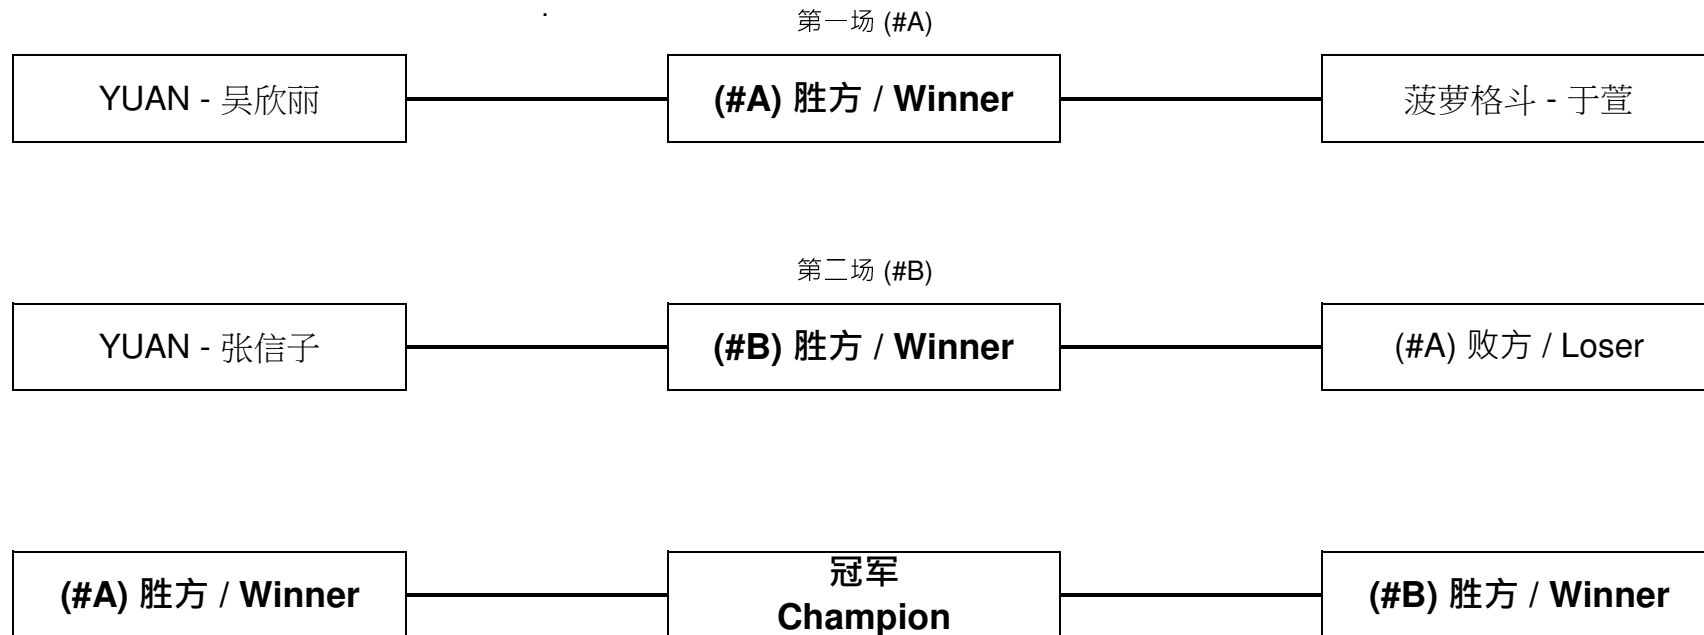 第一场 (#A)
YUAN - 吴欣丽
(#A) 胜方 / Winner
菠萝格斗 - 于萱
第二场 (#B)
YUAN - 张信子
(#B) 胜方 / Winner
(#A) 败方 / Loser
(#A) 胜方 / Winner
冠军
Champion
(#B) 胜方 / Winner